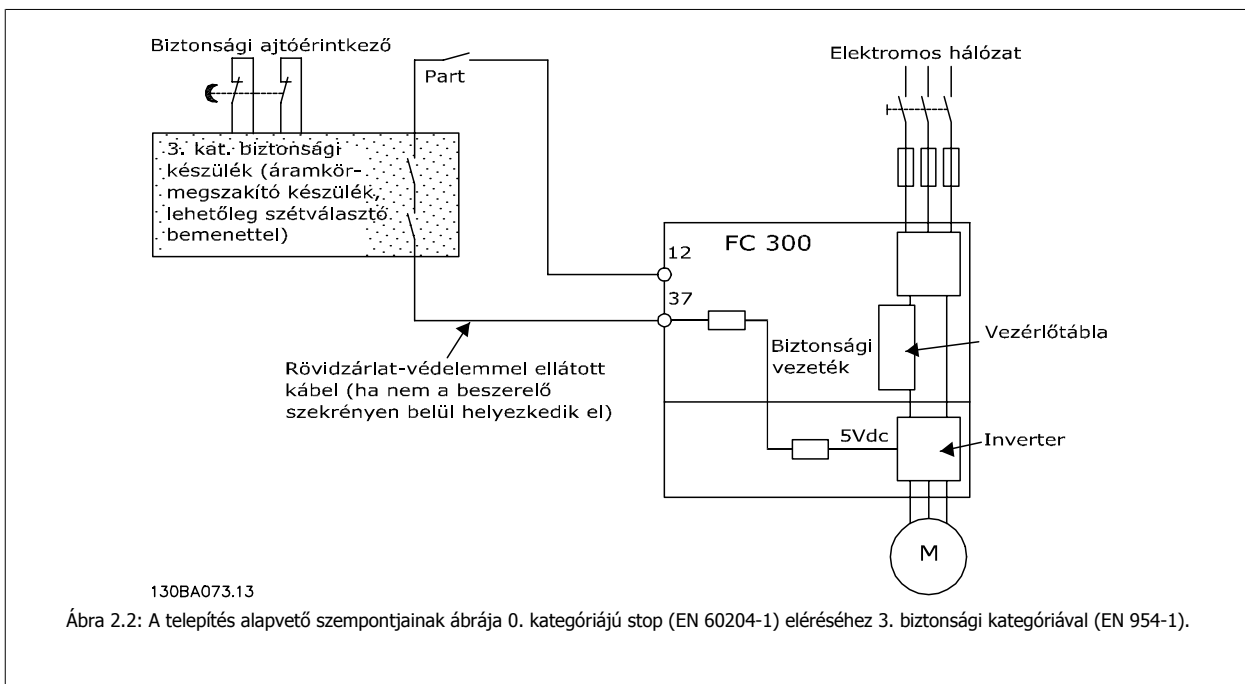 Biztonsági ajtóérintkező
Part
Elektromos hálózat
3. kat. biztonsági
készülék (áramkör-
megszakító készülék,
lehetőleg szétválasztó
bemenettel)
FC 300
12
37
Biztonsági
vezeték
Vezérlőtábla
Rövidzárlat-védelemmel ellátott
kábel (ha nem a beszerelő
szekrényen belül helyezkedik el)
5Vdc
Inverter
M
130BA073.13
Ábra 2.2: A telepítés alapvető szempontjainak ábrája 0. kategóriájú stop (EN 60204-1) eléréséhez 3. biztonsági kategóriával (EN 954-1).